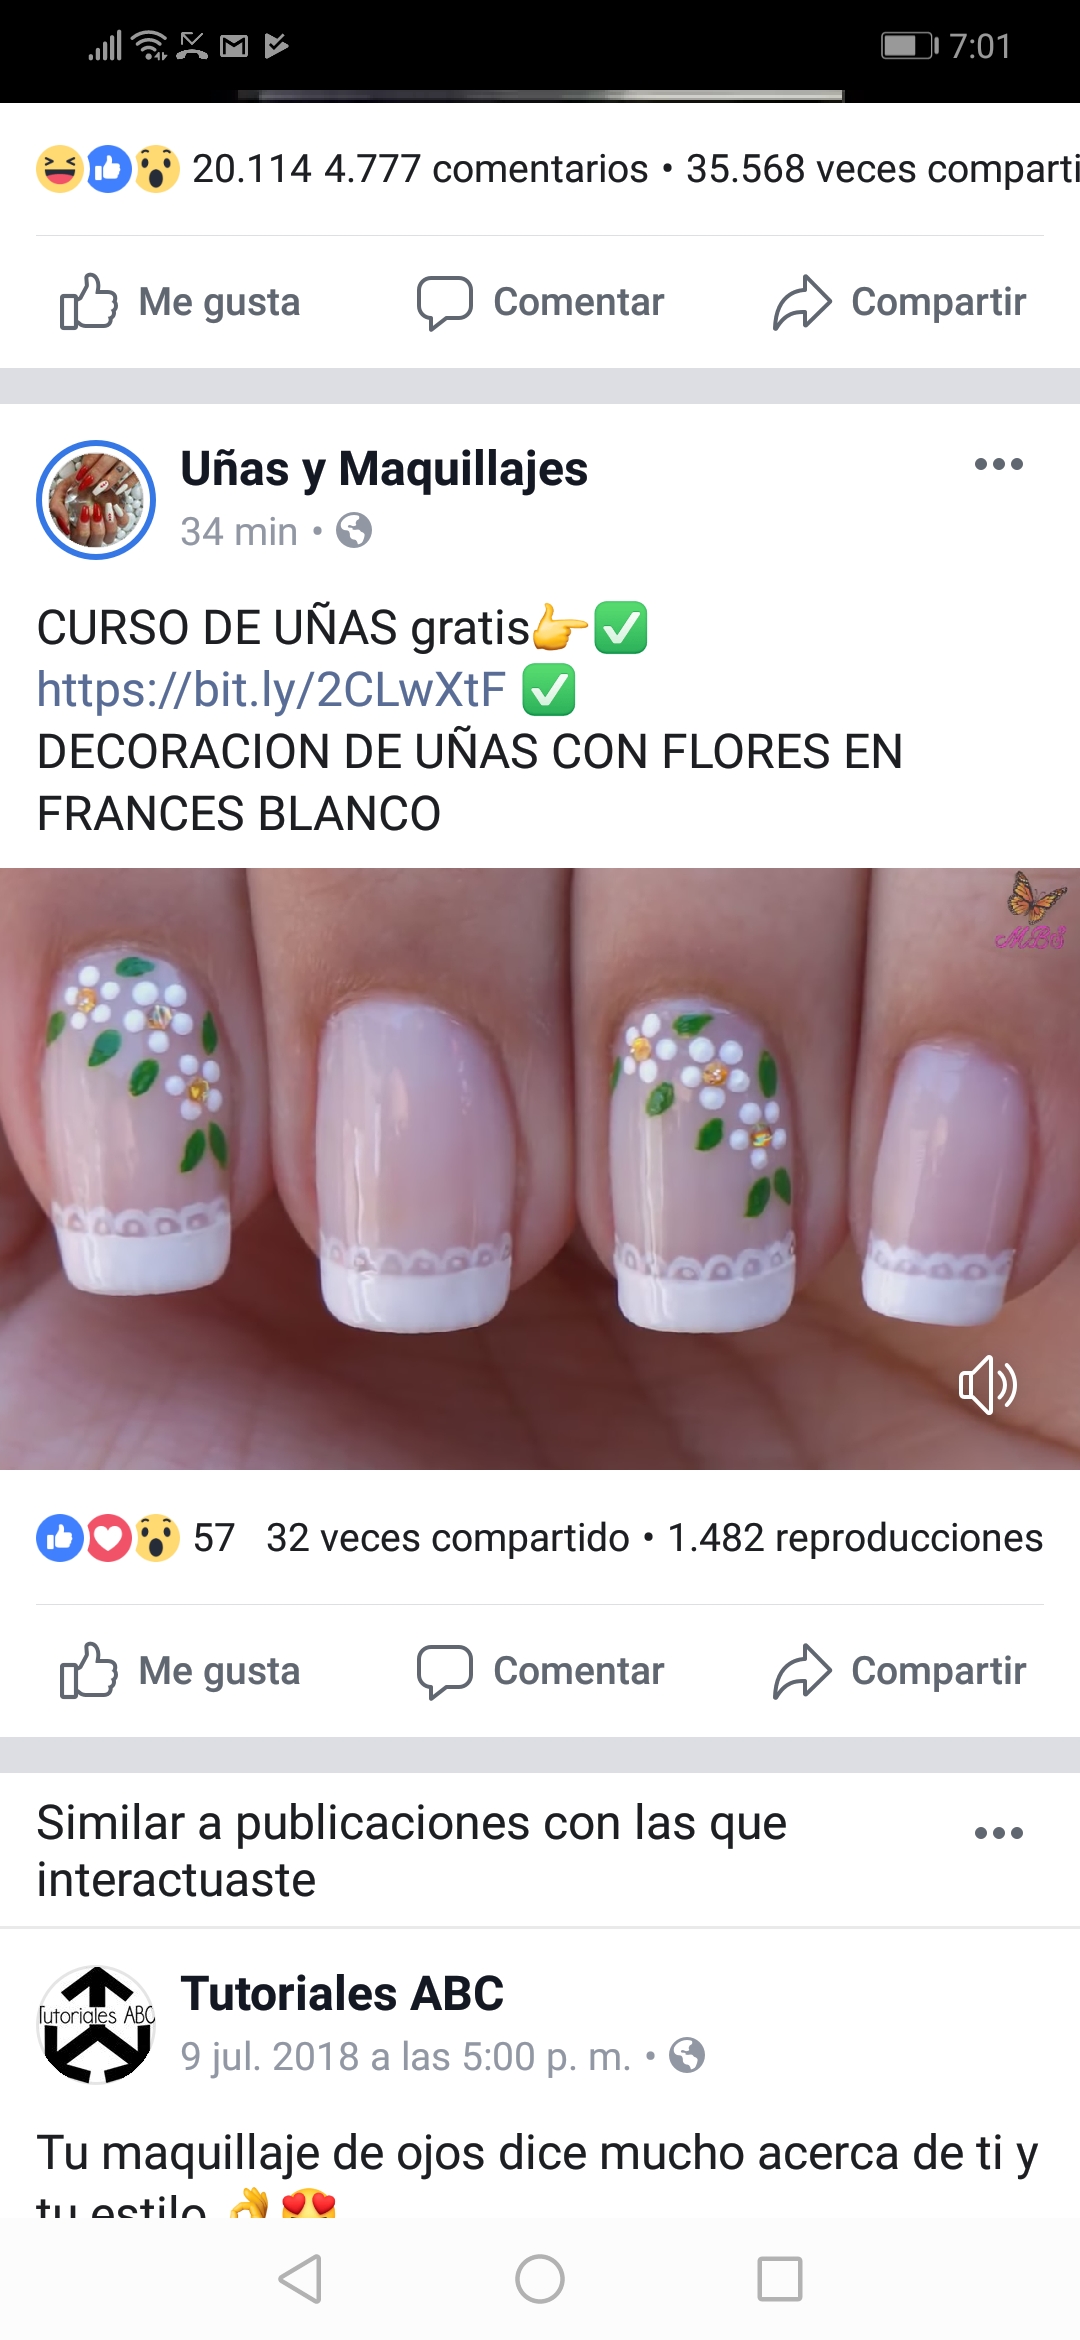 7:01
20.114 4.777 comentarios • 35.568 veces comparti
Me gusta Comentar Compartir
Uñas y Maquillajes
34 min •
CURSO DE UÑAS gratis👉✅
https://bit.ly/2CLwXtF ✅
DECORACION DE UÑAS CON FLORES EN
FRANCES BLANCO
MBS
57 32 veces compartido • 1.482 reproducciones
Me gusta Comentar Compartir
Similar a publicaciones con las que
interactuaste
Tutoriales ABC
Tutoriales ABC
9 jul. 2018 a las 5:00 p. m. •
Tu maquillaje de ojos dice mucho acerca de ti y
tu estilo 👌😍